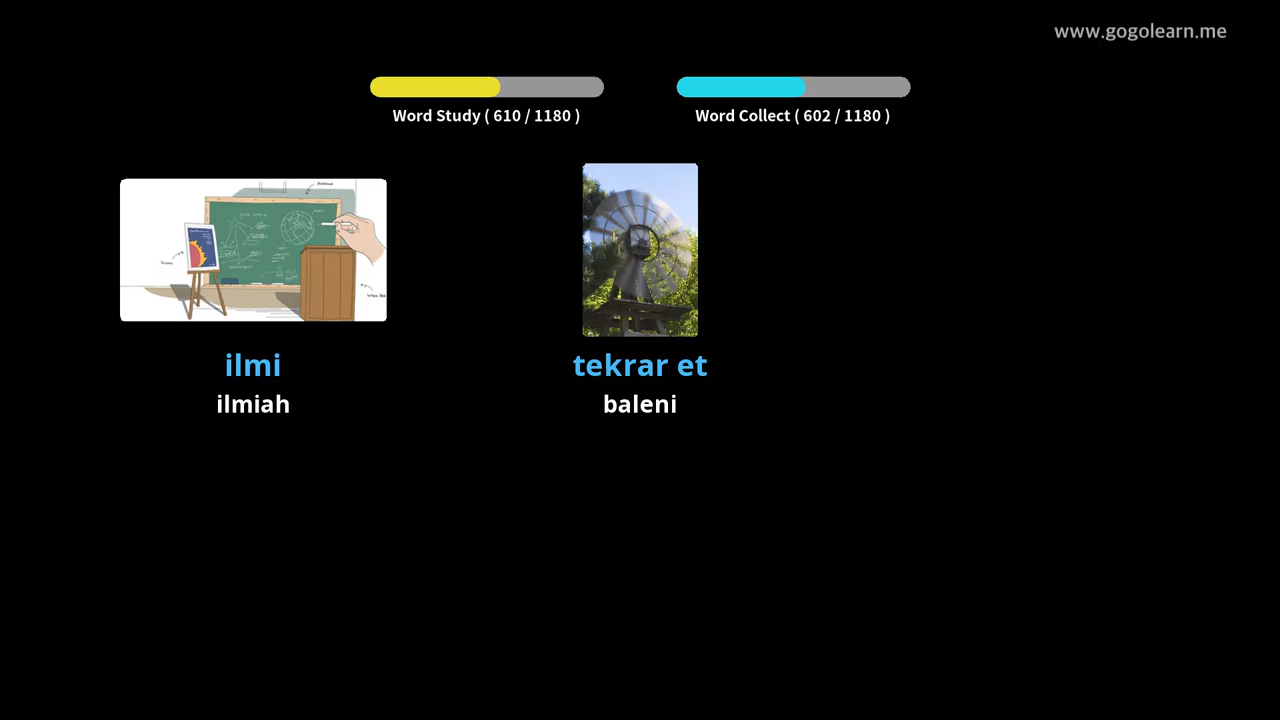 www.gogolearn.me
Word Study ( 610 / 1180 )
Word Collect ( 602 / 1180 )
ilmi
ilmiah
tekrar et
baleni